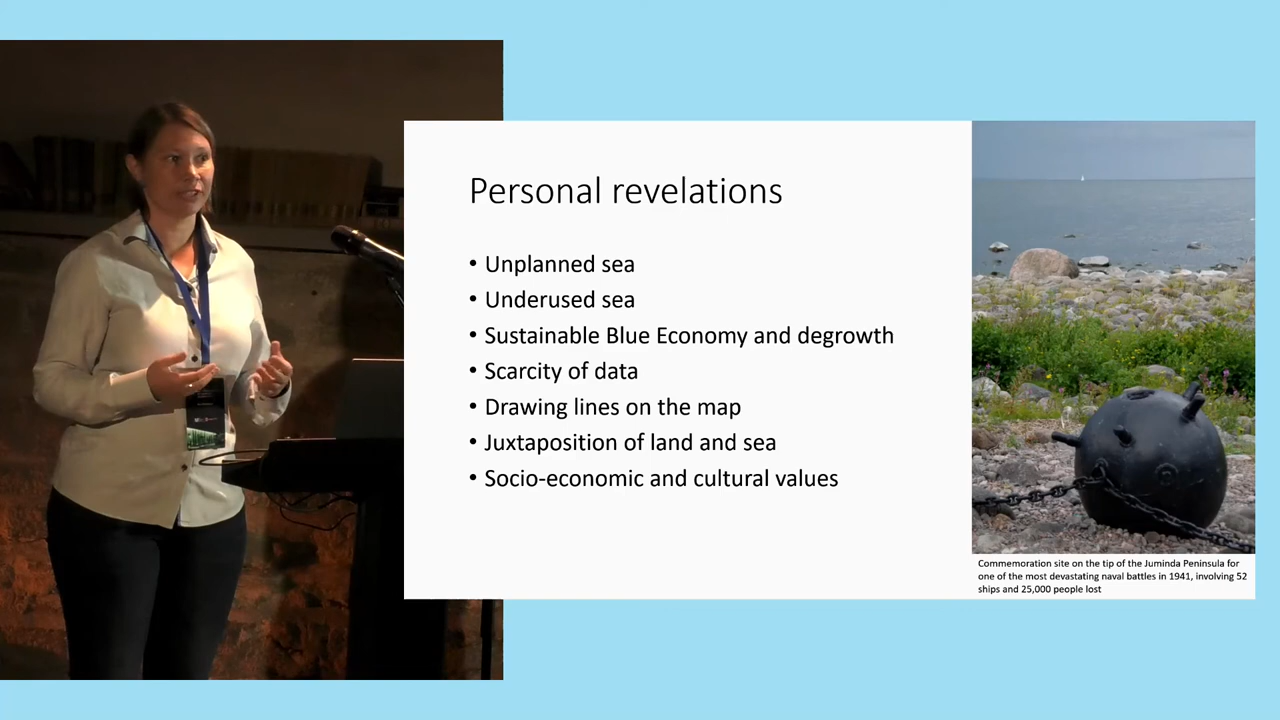 Personal revelations
• Unplanned sea
• Underused sea
• Sustainable Blue Economy and degrowth
• Scarcity of data
• Drawing lines on the map
• Juxtaposition of land and sea
• Socio-economic and cultural values
Commemoration site on the tip of the Juminda Peninsula for
one of the most devastating naval battles in 1941, involving 52
ships and 25,000 people lost